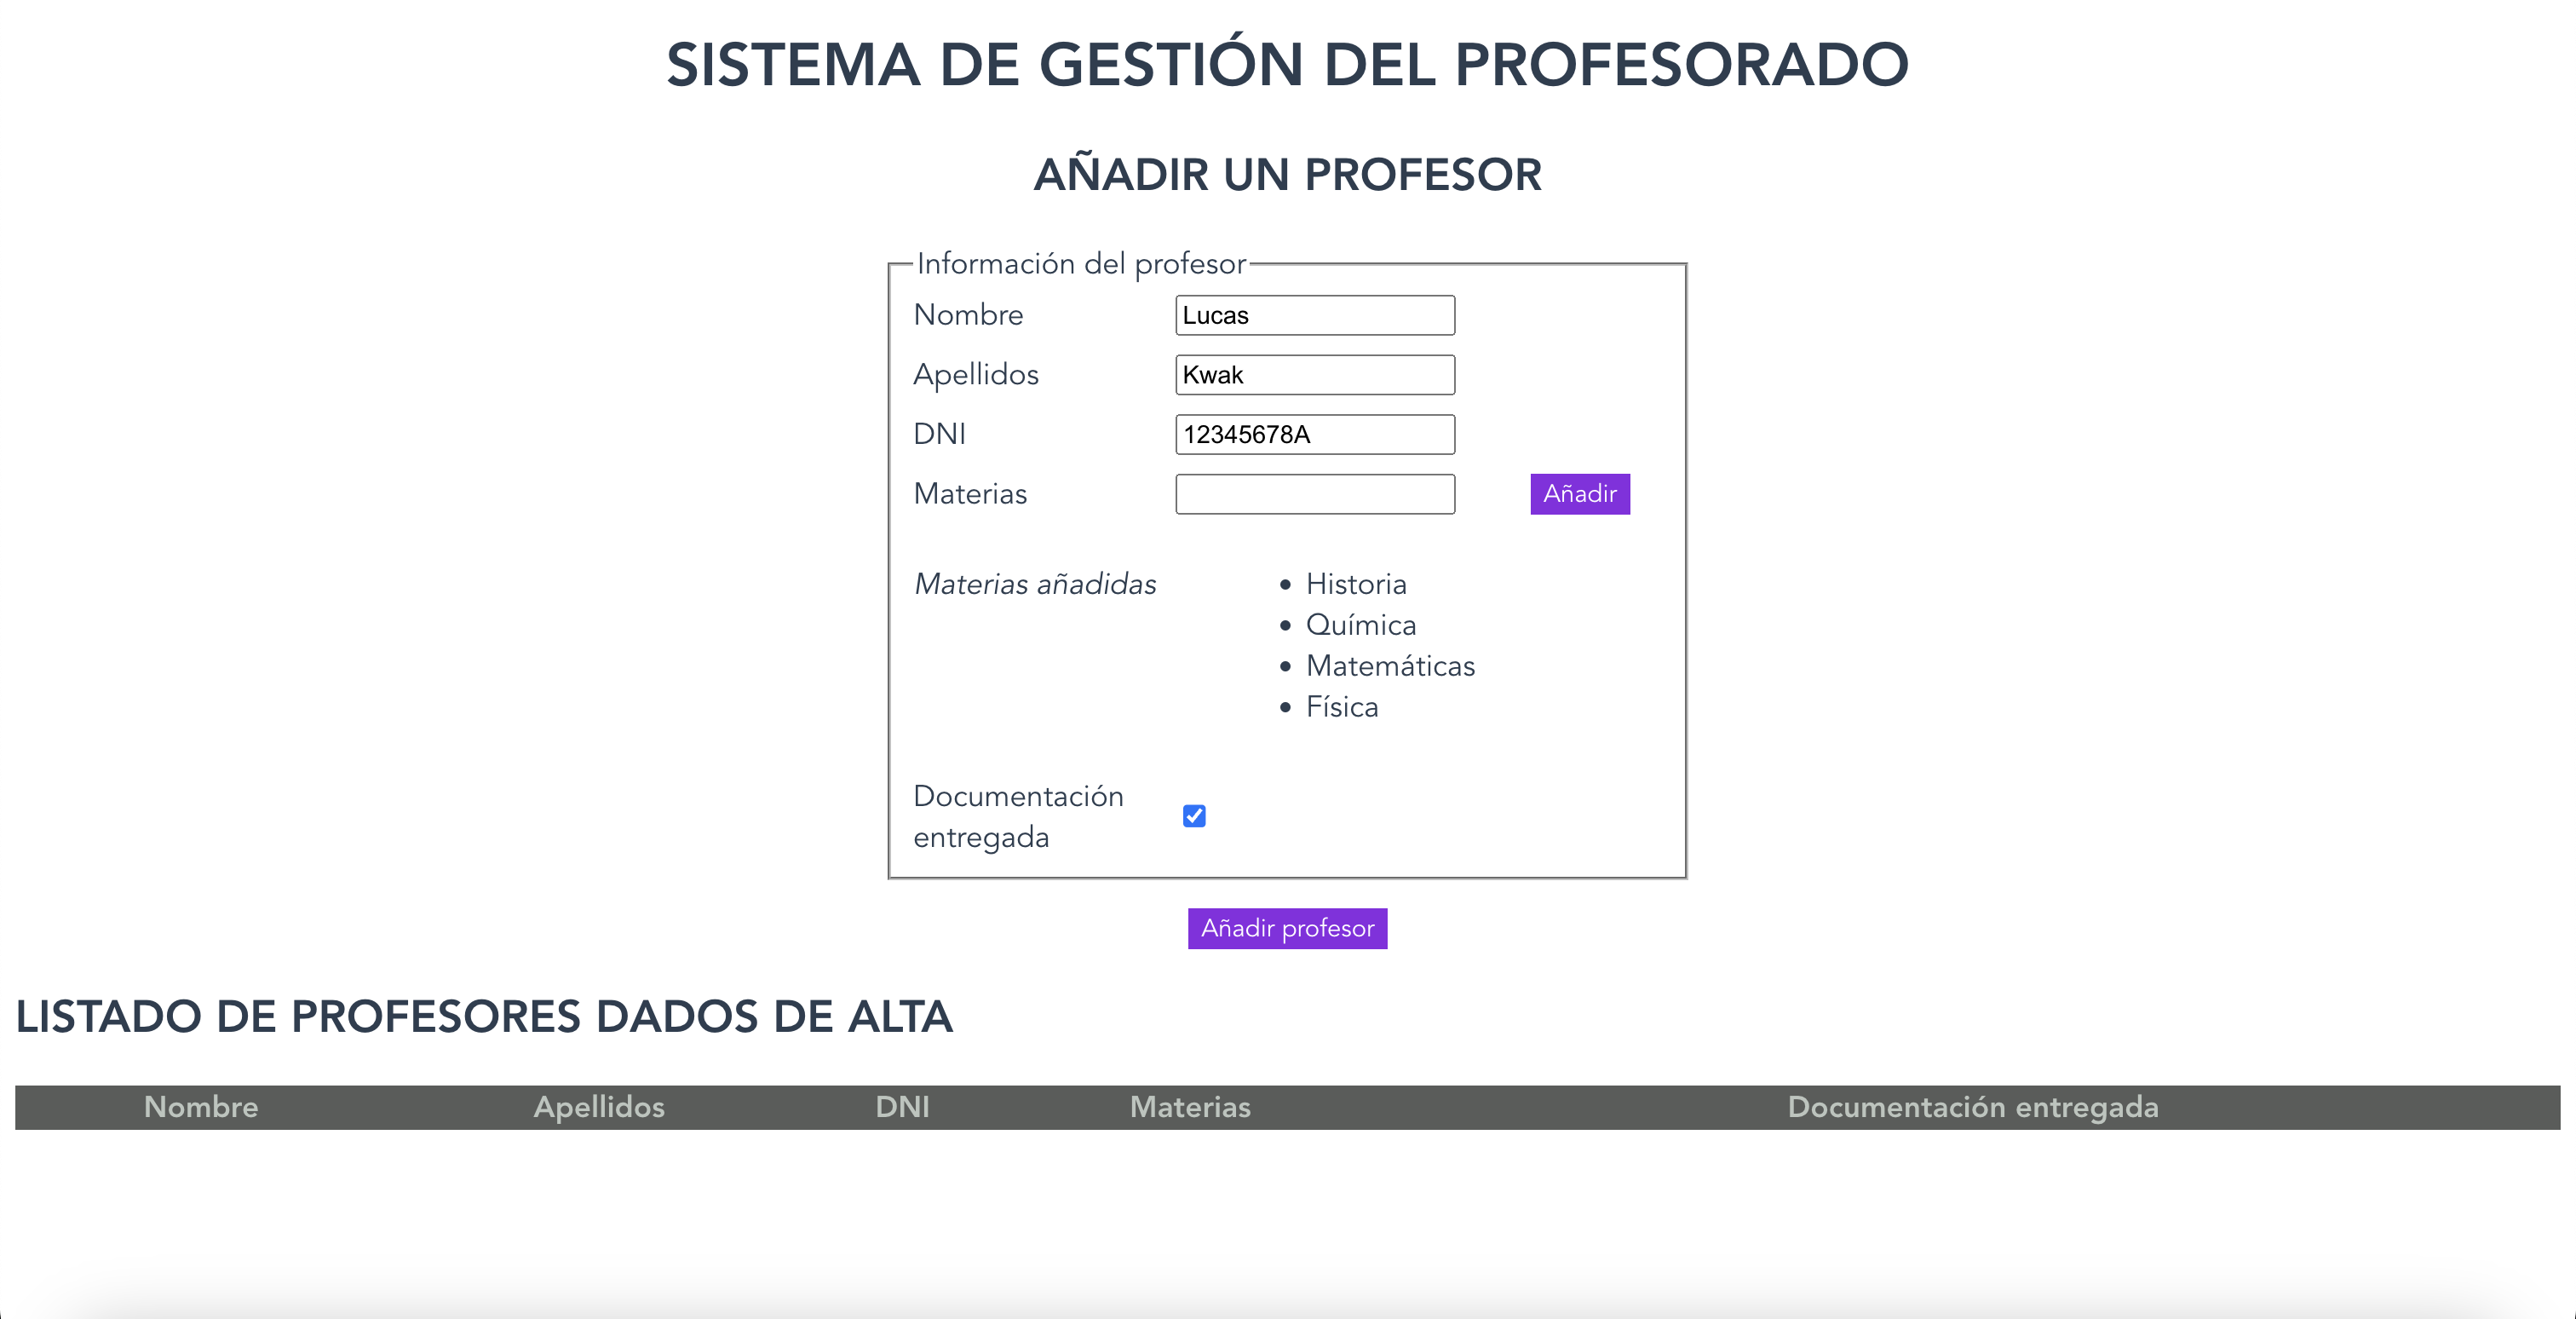 SISTEMA DE GESTIÓN DEL PROFESORADO
AÑADIR UN PROFESOR
Información del profesor
Nombre Lucas
Apellidos Kwak
DNI 12345678A
Materias Añadir
Materias añadidas
Historia
Química
Matemáticas
Física
Documentación
entregada
Añadir profesor
LISTADO DE PROFESORES DADOS DE ALTA
Nombre Apellidos DNI Materias Documentación entregada